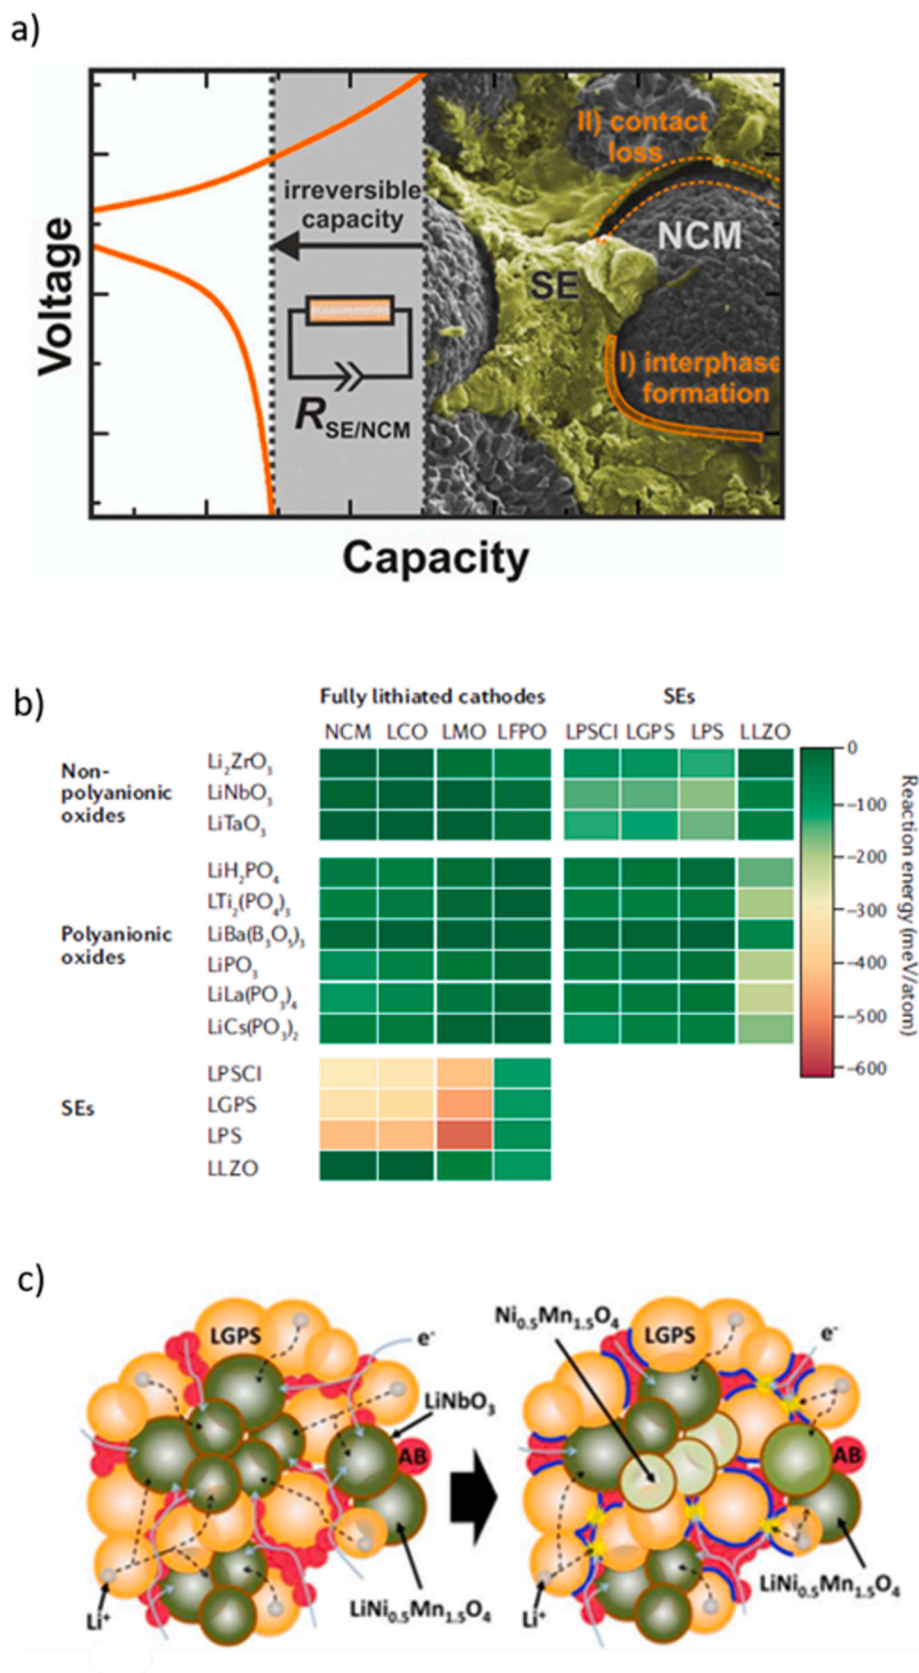 a)
Voltage
irreversible
capacity
R SE/NCM
II) contact
loss
NCM
SE
I) interphase
formation
Capacity
b)
Fully lithiated cathodes SEs
NCM LCO LMO LFPO LPSCl LGPS LPS LLZO
Non-
polyanionic
oxides
Li₂ZrO₃
LiNbO₃
LiTaO₃
Polyanionic
oxides
LiH₂PO₄
LTi₂(PO₄)₃
LiBa(B₃O₅)₃
LiPO₃
LiLa(PO₃)₄
LiCs(PO₃)₂
SEs
LPSCl
LGPS
LPS
LLZO
0
−100
−200
−300
−400
−500
−600
Reaction energy (meV/atom)
c)
LGPS
e⁻
LiNbO₃
AB
Li⁺
LiNi₀.₅Mn₁.₅O₄
Ni₀.₅Mn₁.₅O₄
LGPS
e⁻
AB
LiNi₀.₅Mn₁.₅O₄
Li⁺